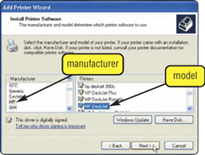 Add Printer Wizard
Install Printer Software
The manufacturer and model determine which printer software to use.
Select the manufacturer and model of your printer. If your printer came with an installation
disk, click Have Disk. If your printer is not listed, consult your printer documentation for
compatible printer software.
manufacturer
Manufacturer
Printers
Generic
HP
model
HP DeskJet
This driver is digitally signed.
Tell me why driver signing is important
Windows Update
Have Disk...
< Back
Next >
Cancel